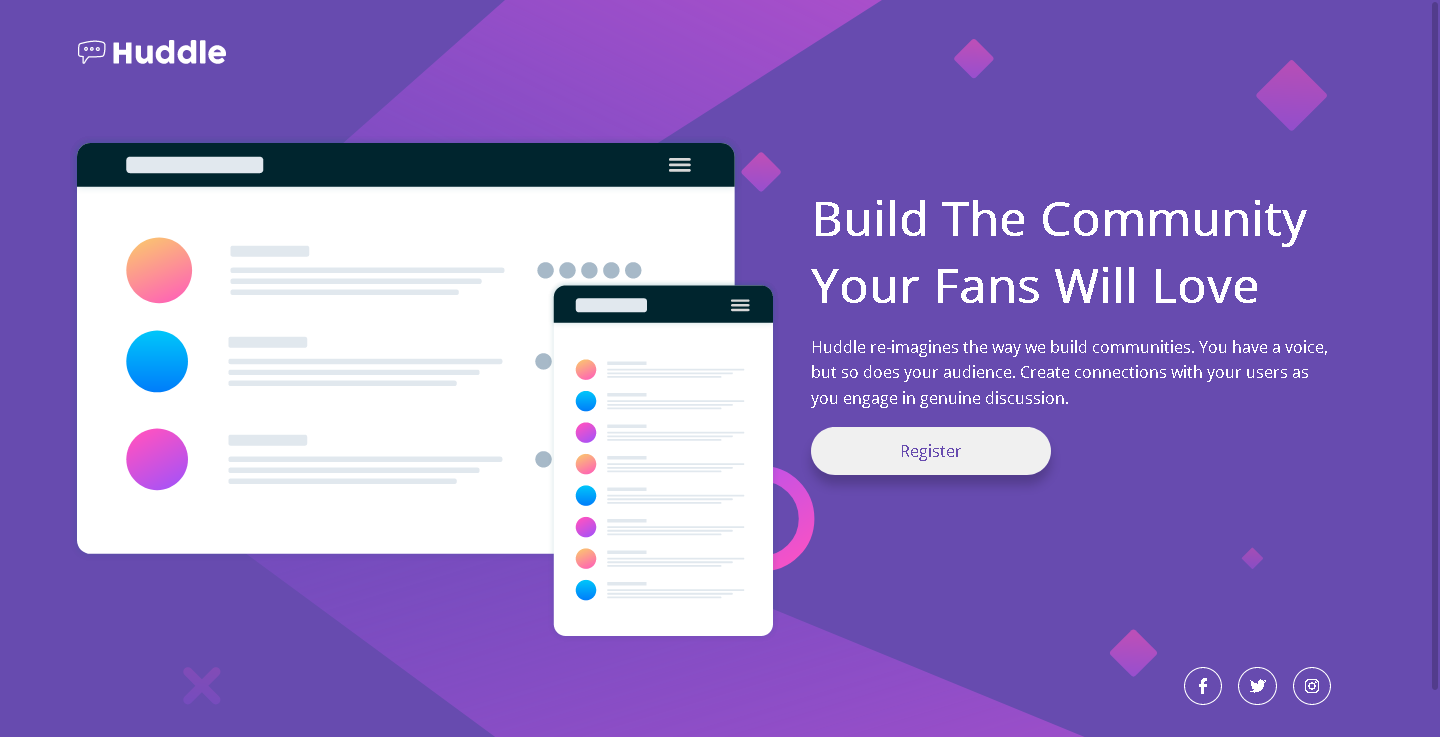 Huddle
Build The Community
Your Fans Will Love
Huddle re-imagines the way we build communities. You have a voice,
but so does your audience. Create connections with your users as
you engage in genuine discussion.
Register